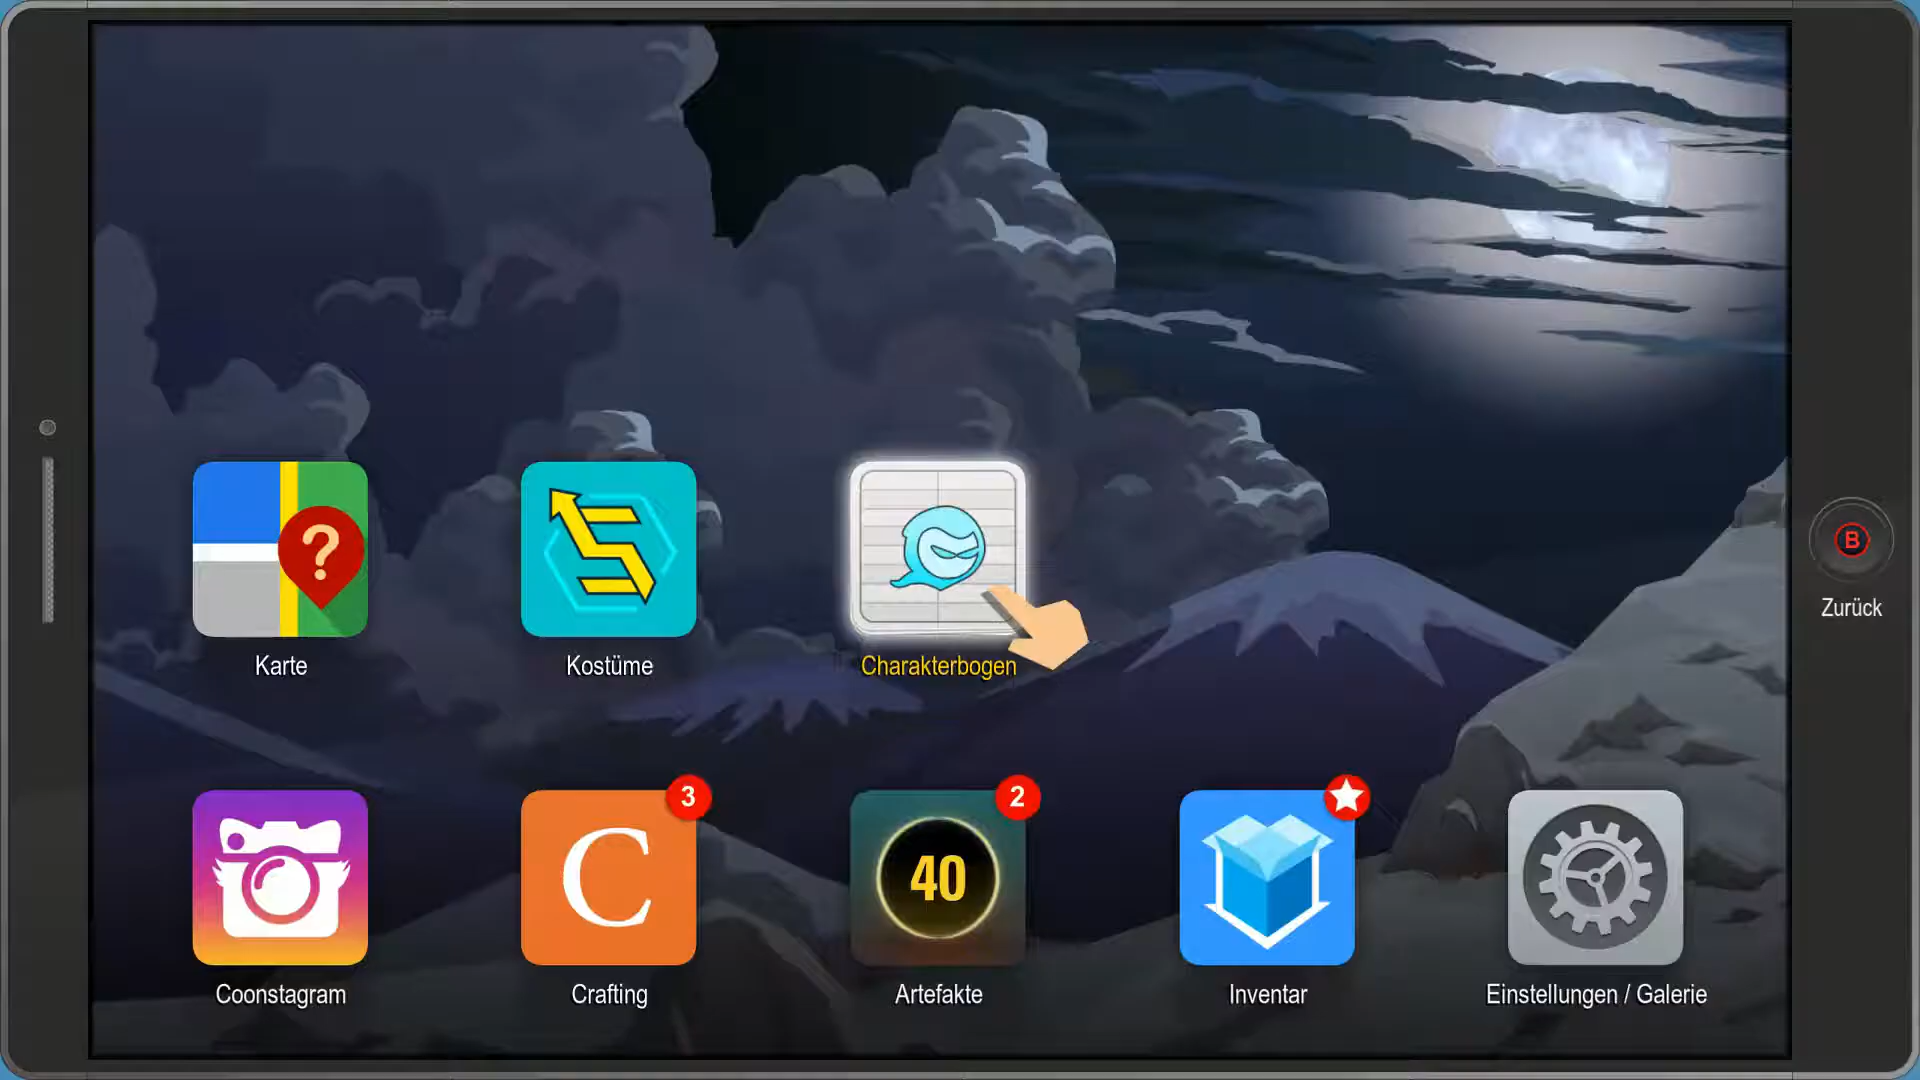 ?
B
Zurück
Karte
Kostüme
Charakterbogen
3
2
C
40
Coonstagram
Crafting
Artefakte
Inventar
Einstellungen / Galerie